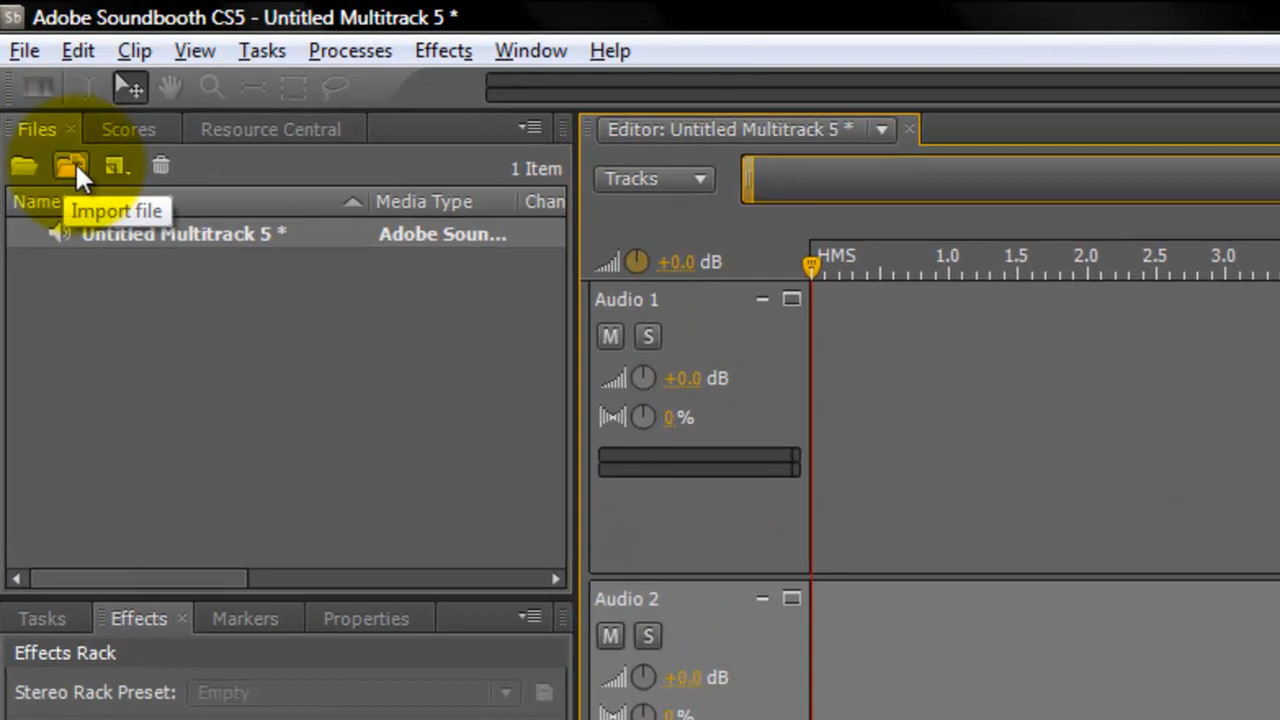 Sb Adobe Soundbooth CS5 - Untitled Multitrack 5 *
File Edit Clip View Tasks Processes Effects Window Help
Files × Scores Resource Central
Editor: Untitled Multitrack 5 * ×
1 Item
Tracks
Name Media Type Chan
Import file
Untitled Multitrack 5 * Adobe Soun...
+0.0 dB
HMS 1.0 1.5 2.0 2.5 3.0
Audio 1
M S
+0.0 dB
0 %
Audio 2
Tasks Effects × Markers Properties
M S
Effects Rack
+0.0 dB
Stereo Rack Preset: Empty
0 %